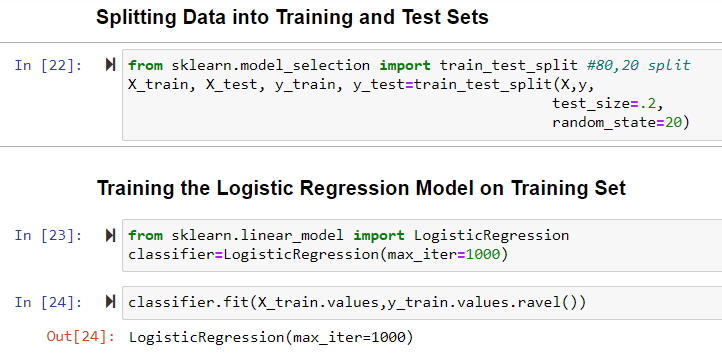 Splitting Data into Training and Test Sets
In [22]: from sklearn.model_selection import train_test_split #80,20 split
X_train, X_test, y_train, y_test=train_test_split(X,y,
test_size=.2,
random_state=20)
Training the Logistic Regression Model on Training Set
In [23]: from sklearn.linear_model import LogisticRegression
classifier=LogisticRegression(max_iter=1000)
In [24]: classifier.fit(X_train.values,y_train.values.ravel())
Out[24]: LogisticRegression(max_iter=1000)